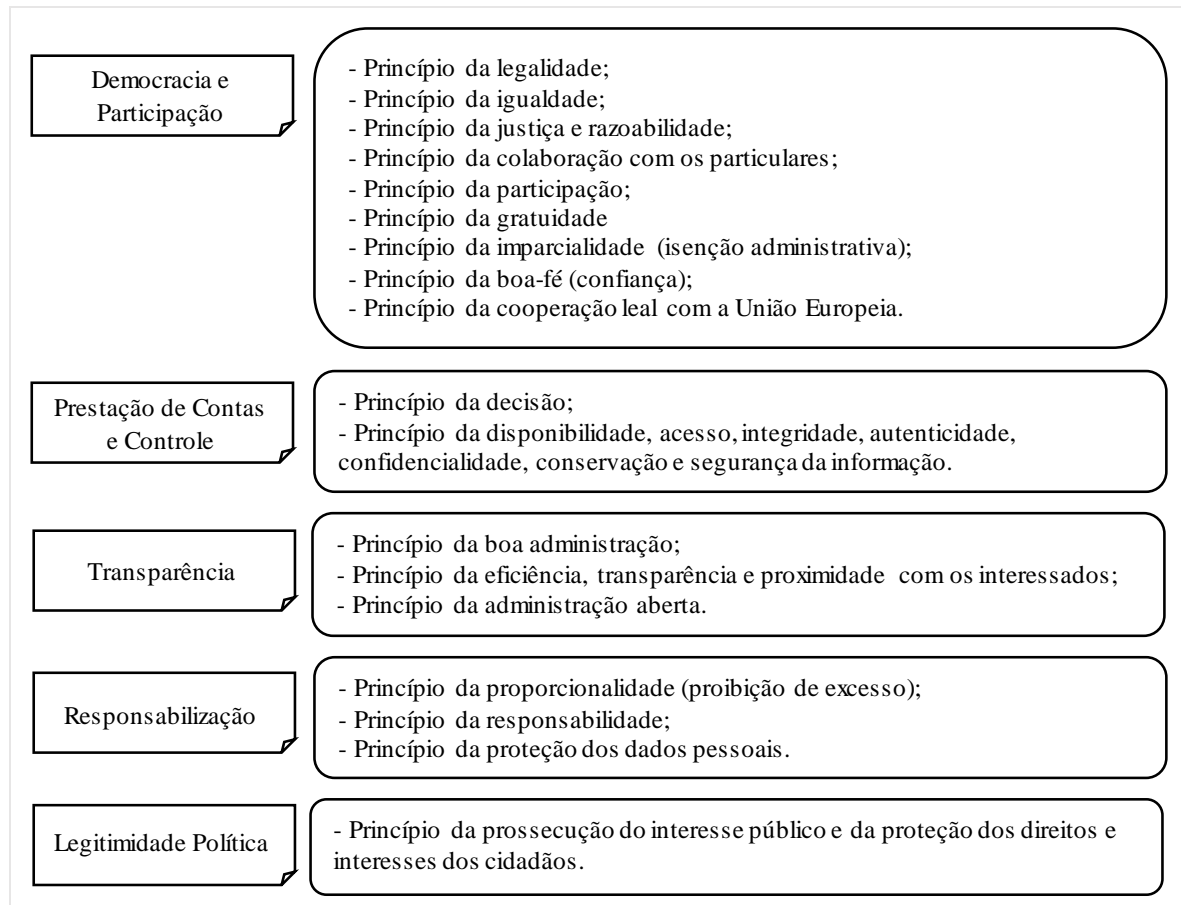 Democracia e
Participação
- Princípio da legalidade;
- Princípio da igualdade;
- Princípio da justiça e razoabilidade;
- Princípio da colaboração com os particulares;
- Princípio da participação;
- Princípio da gratuidade
- Princípio da imparcialidade (isenção administrativa);
- Princípio da boa-fé (confiança);
- Princípio da cooperação leal com a União Europeia.
Prestação de Contas
e Controle
- Princípio da decisão;
- Princípio da disponibilidade, acesso, integridade, autenticidade,
confidencialidade, conservação e segurança da informação.
Transparência
- Princípio da boa administração;
- Princípio da eficiência, transparência e proximidade com os interessados;
- Princípio da administração aberta.
Responsabilização
- Princípio da proporcionalidade (proibição de excesso);
- Princípio da responsabilidade;
- Princípio da proteção dos dados pessoais.
Legitimidade Política
- Princípio da prossecução do interesse público e da proteção dos direitos e
interesses dos cidadãos.